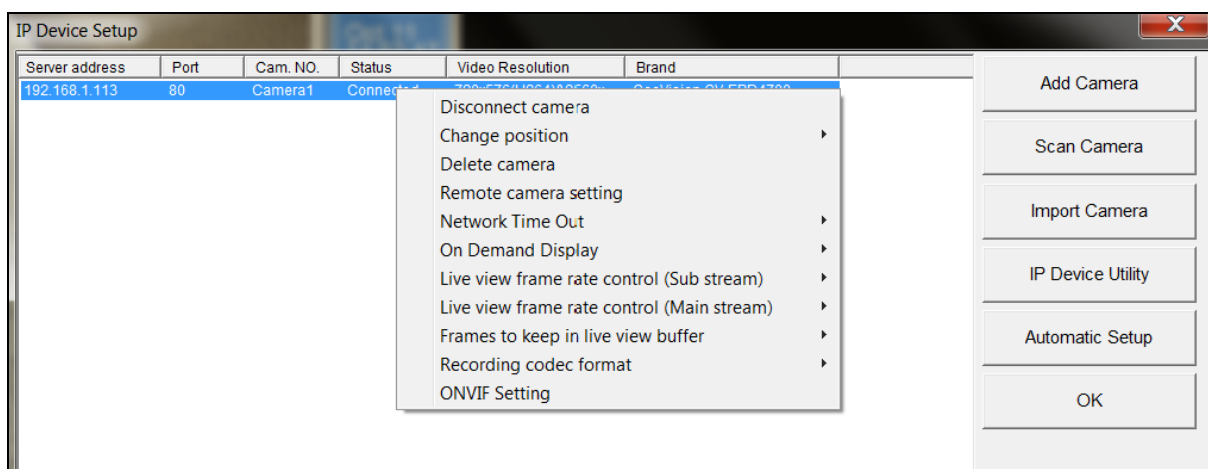 IP Device Setup
Server address Port Cam. NO. Status Video Resolution Brand
192.168.1.113 80 Camera1 Connected
Disconnect camera
Change position
Delete camera
Remote camera setting
Network Time Out
On Demand Display
Live view frame rate control (Sub stream)
Live view frame rate control (Main stream)
Frames to keep in live view buffer
Recording codec format
ONVIF Setting
Add Camera
Scan Camera
Import Camera
IP Device Utility
Automatic Setup
OK